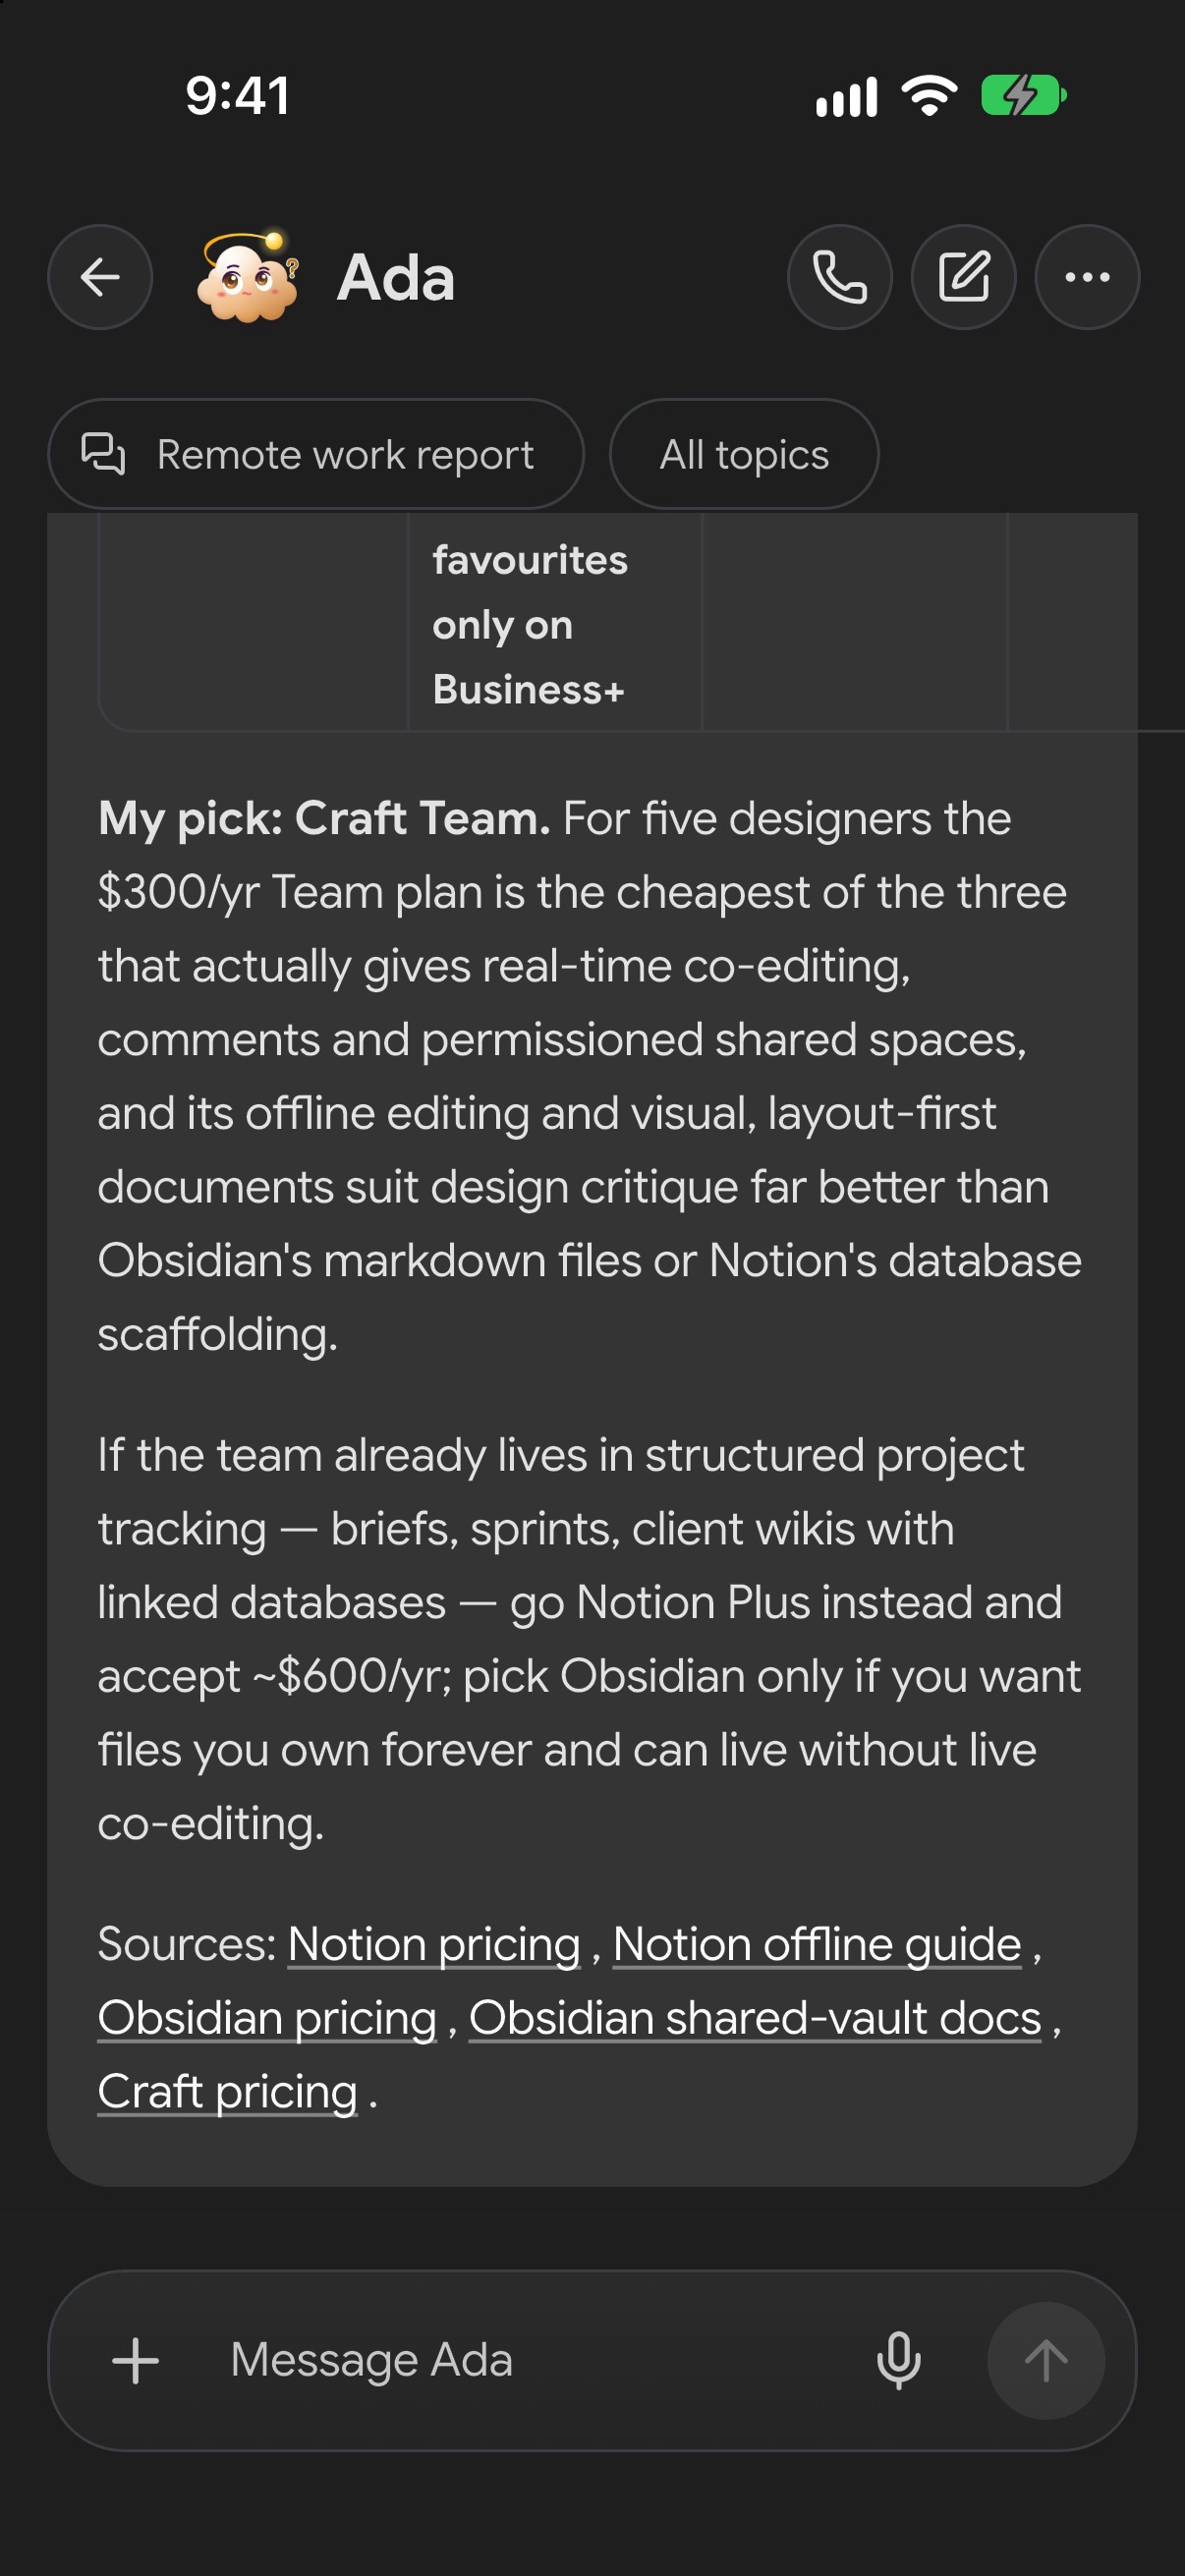 9:41
Ada
Remote work report
All topics
favourites
only on
Business+
My pick: Craft Team. For five designers the
$300/yr Team plan is the cheapest of the three
that actually gives real-time co-editing,
comments and permissioned shared spaces,
and its offline editing and visual, layout-first
documents suit design critique far better than
Obsidian's markdown files or Notion's database
scaffolding.
If the team already lives in structured project
tracking — briefs, sprints, client wikis with
linked databases — go Notion Plus instead and
accept ~$600/yr; pick Obsidian only if you want
files you own forever and can live without live
co-editing.
Sources: Notion pricing , Notion offline guide ,
Obsidian pricing , Obsidian shared-vault docs ,
Craft pricing .
Message Ada